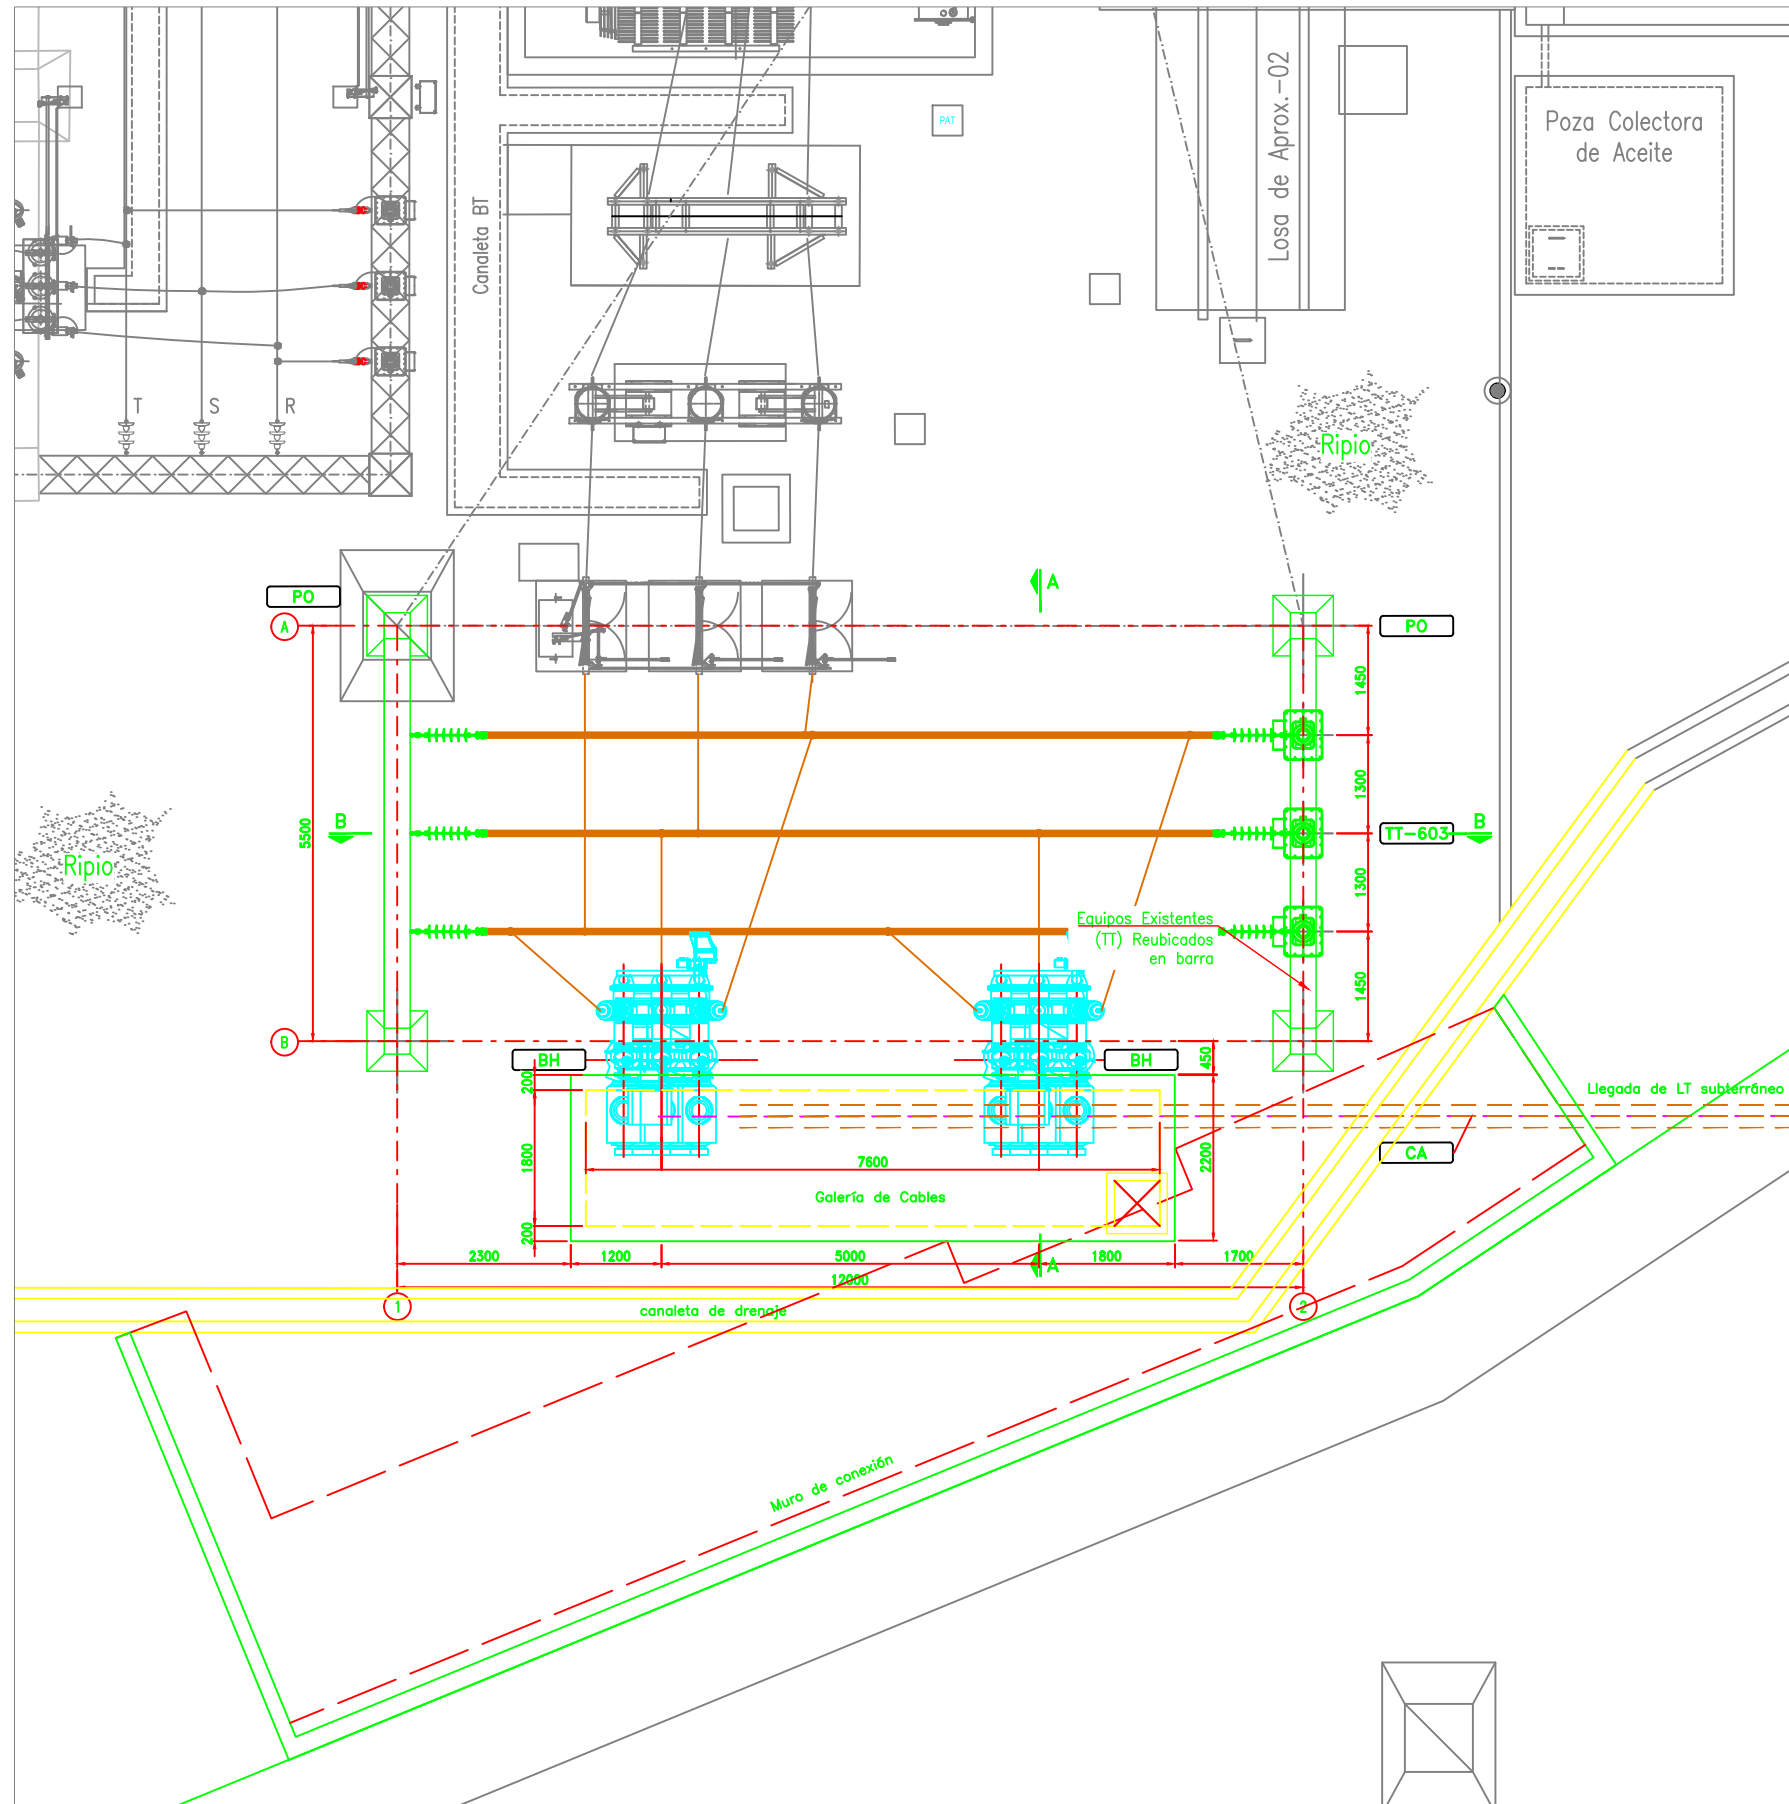 PAT
Losa de Aprox.-02
Poza Colectora
de Aceite
Canaleta BT
T
S
R
Ripio
PO
A
A
PO
1450
1300
5500
B
TT-603
B
Ripio
1300
Equipos Existentes
(TT) Reubicados
en barra
1450
B
BH
BH
450
200
Llegada de LT subterráneo
1800
7600
2200
CA
Galería de Cables
200
2300
1200
5000
1800
1700
A
12000
1
canaleta de drenaje
2
Muro de conexión